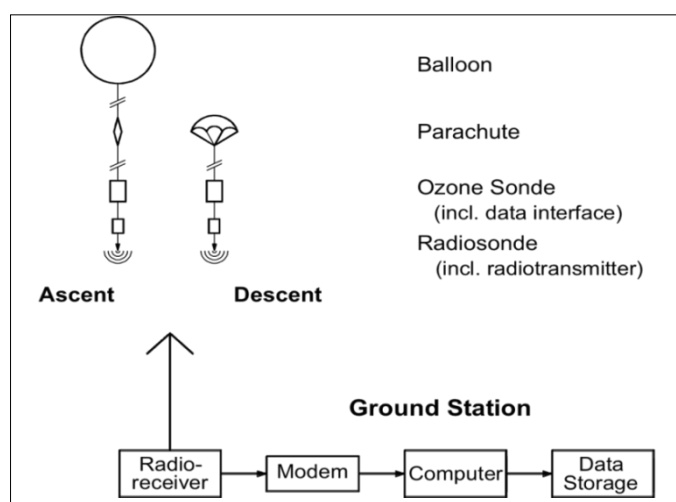 Balloon
Parachute
Ozone Sonde
(incl. data interface)
Radiosonde
(incl. radiotransmitter)
Ascent
Descent
Ground Station
Radio-
receiver
Modem
Computer
Data
Storage